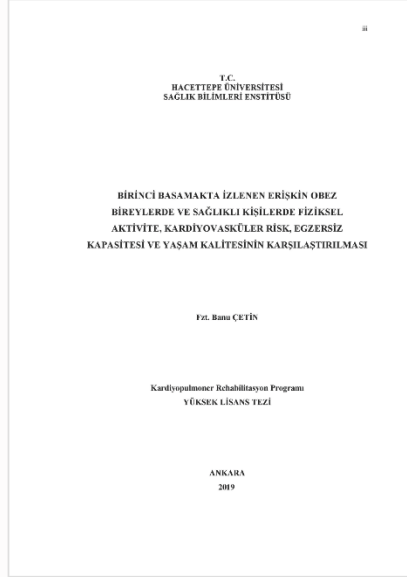 iii
T.C.
HACETTEPE ÜNİVERSİTESİ
SAĞLIK BİLİMLERİ ENSTİTÜSÜ
BİRİNCİ BASAMAKTA İZLENEN ERİŞKİN OBEZ
BİREYLERDE VE SAĞLIKLI KİŞİLERDE FİZİKSEL
AKTİVİTE, KARDİYOVASKÜLER RİSK, EGZERSİZ
KAPASİTESİ VE YAŞAM KALİTESİNİN KARŞILAŞTIRILMASI
Fzt. Banu ÇETİN
Kardiyopulmoner Rehabilitasyon Programı
YÜKSEK LİSANS TEZİ
ANKARA
2019